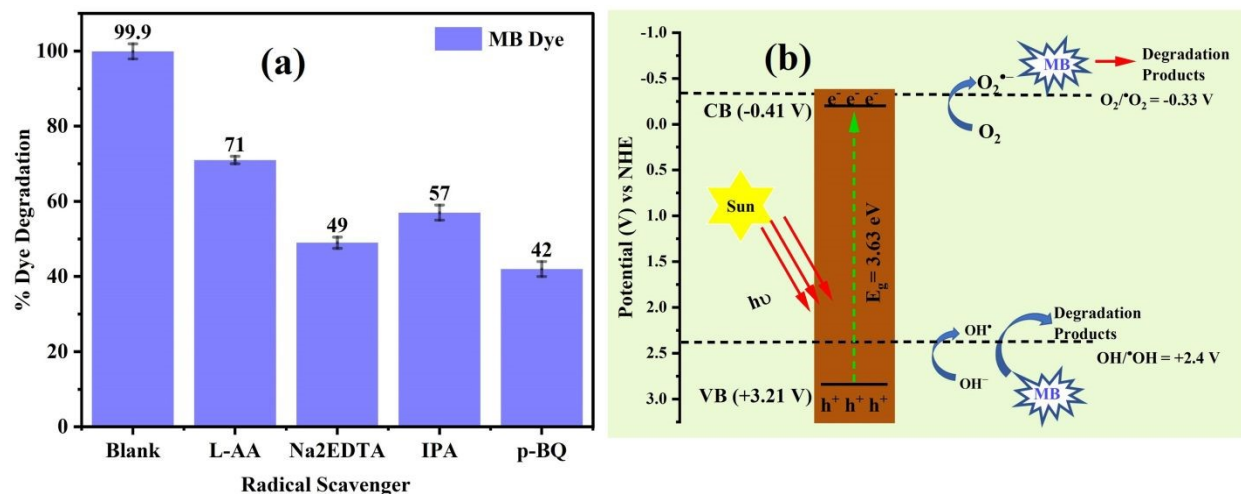 (a)
MB Dye
% Dye Degradation
100
80
60
40
20
0
99.9
71
49
57
42
Blank
L-AA
Na2EDTA
IPA
p-BQ
Radical Scavenger
(b)
Potential (V) vs NHE
-1.0
-0.5
0.0
0.5
1.0
1.5
2.0
2.5
3.0
CB (-0.41 V)
e⁻ e⁻ e⁻
Sun
hυ
E_g = 3.63 eV
VB (+3.21 V)
h⁺ h⁺ h⁺
O₂•−
O₂
MB
Degradation
Products
O₂/•O₂ = -0.33 V
OH•
OH⁻
Degradation
Products
OH/•OH = +2.4 V
MB